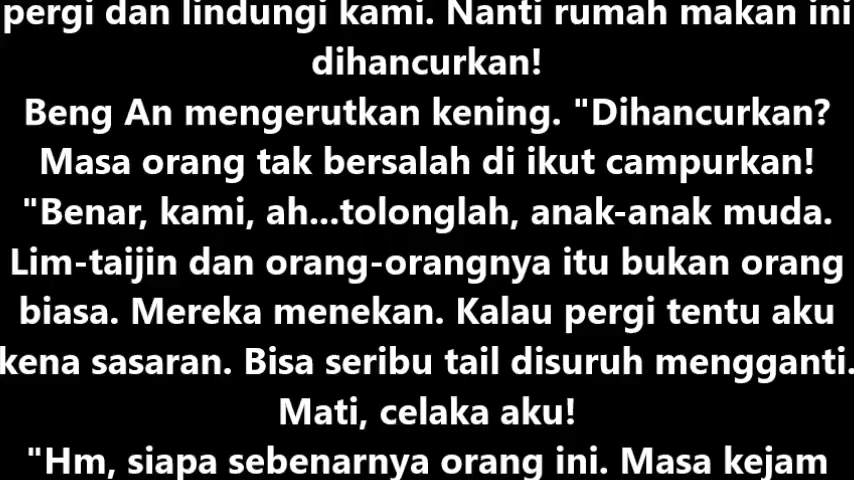 pergi dan lindungi kami. Nanti rumah makan ini
dihancurkan!
Beng An mengerutkan kening. "Dihancurkan?
Masa orang tak bersalah di ikut campurkan!
"Benar, kami, ah...tolonglah, anak-anak muda.
Lim-taijin dan orang-orangnya itu bukan orang
biasa. Mereka menekan. Kalau pergi tentu aku
kena sasaran. Bisa seribu tail disuruh mengganti.
Mati, celaka aku!
"Hm, siapa sebenarnya orang ini. Masa kejam